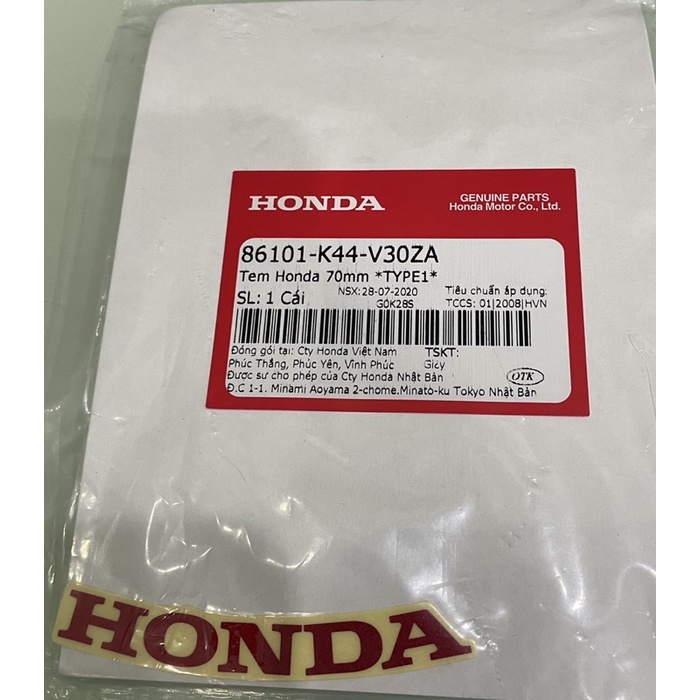 HONDA
GENUINE PARTS
Honda Motor Co., Ltd.
86101-K44-V30ZA
Tem Honda 70mm *TYPE1*
SL: 1 Cái
NSX:28-07-2020
G0K28S
Tiêu chuẩn áp dụng:
TCCS: 01|2008|HVN
Đóng gói tại: Cty Honda Việt Nam
TSKT:
Phúc Thắng, Phúc Yên, Vĩnh Phúc
Giấy
Được sự cho phép của Cty Honda Nhật Bản
OTK
Đ.C 1-1. Minami Aoyama 2-chome.Minato-ku Tokyo Nhật Bản
HONDA